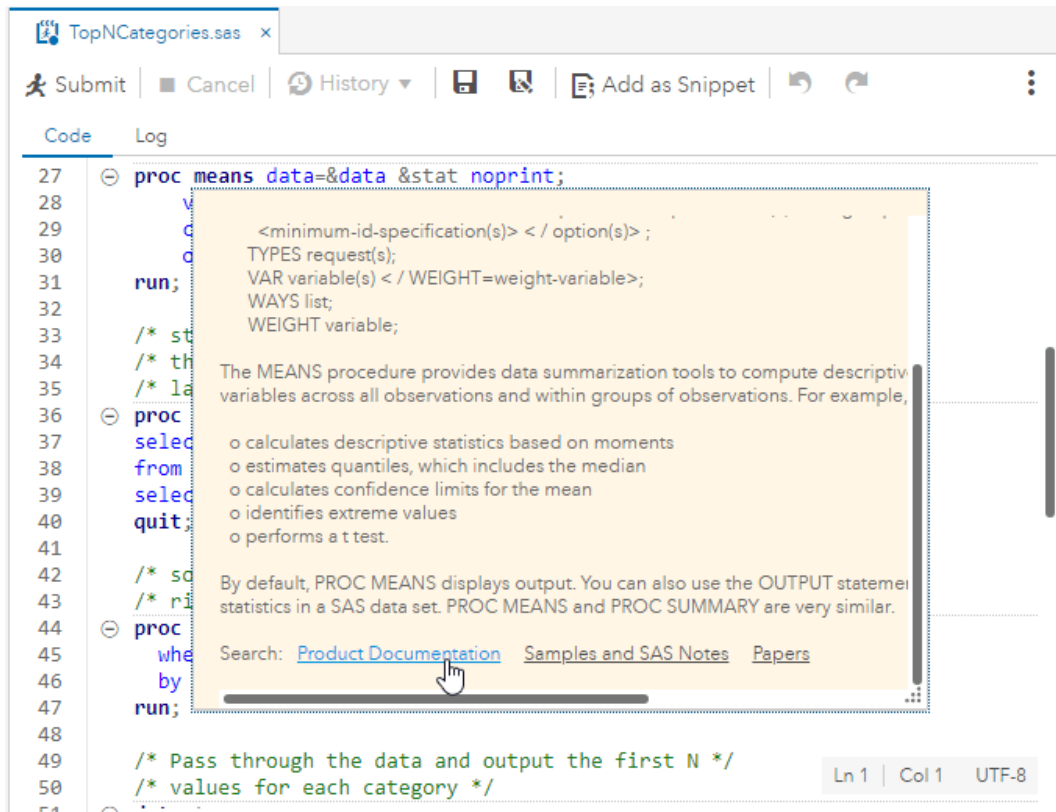 TopNCategories.sas ×
Submit Cancel History Add as Snippet
Code Log
27 proc means data=&data &stat noprint;
28 v
29 c
<minimum-id-specification(s)> < / option(s)> ;
30 o
TYPES request(s);
31 run;
VAR variable(s) < / WEIGHT=weight-variable>;
32
WAYS list;
WEIGHT variable;
33 /* st
34 /* th
The MEANS procedure provides data summarization tools to compute descriptiv
35 /* la
variables across all observations and within groups of observations. For example,
36 proc
37 selec
o calculates descriptive statistics based on moments
38 from
o estimates quantiles, which includes the median
39 selec
o calculates confidence limits for the mean
40 quit;
o identifies extreme values
41
o performs a t test.
42 /* so
By default, PROC MEANS displays output. You can also use the OUTPUT statemen
43 /* ri
statistics in a SAS data set. PROC MEANS and PROC SUMMARY are very similar.
44 proc
45 whe
Search: Product Documentation Samples and SAS Notes Papers
46 by
47 run;
48
49 /* Pass through the data and output the first N */
50 /* values for each category */
Ln 1 Col 1 UTF-8